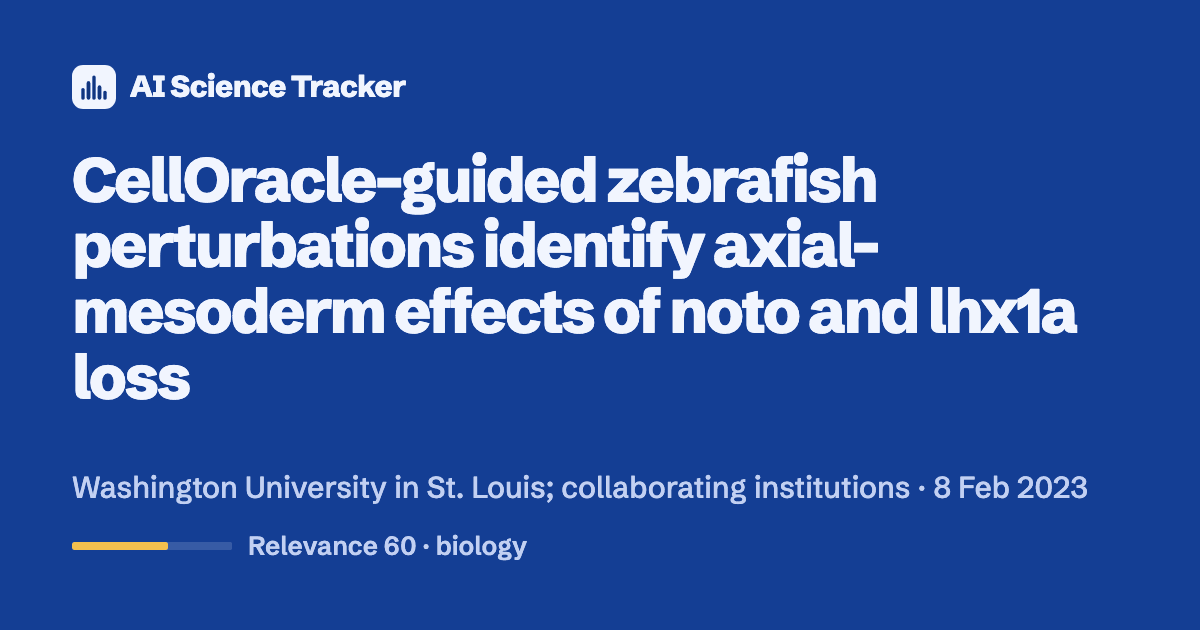 AI Science Tracker
CellOracle-guided zebrafish
perturbations identify axial-
mesoderm effects of noto and lhx1a
loss
Washington University in St. Louis; collaborating institutions · 8 Feb 2023
Relevance 60 · biology